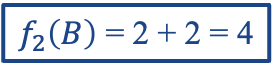 f₂(B) = 2 + 2 = 4